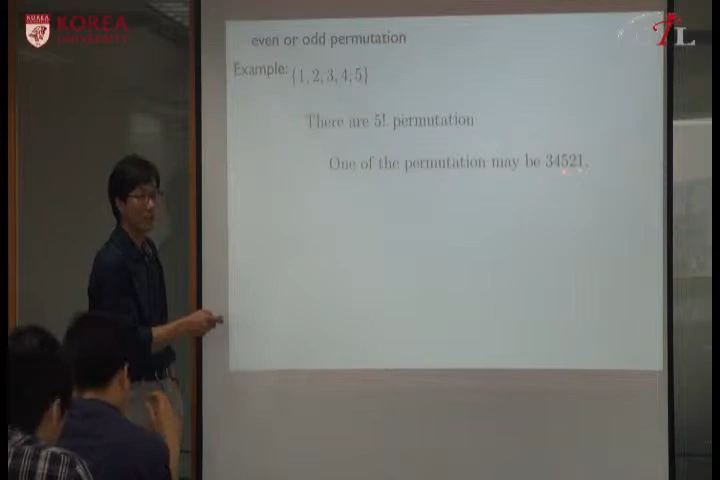 KOREA
UNIVERSITY
even or odd permutation
Example: {1, 2, 3, 4, 5}
There are 5!. permutation
One of the permutation may be 34521.